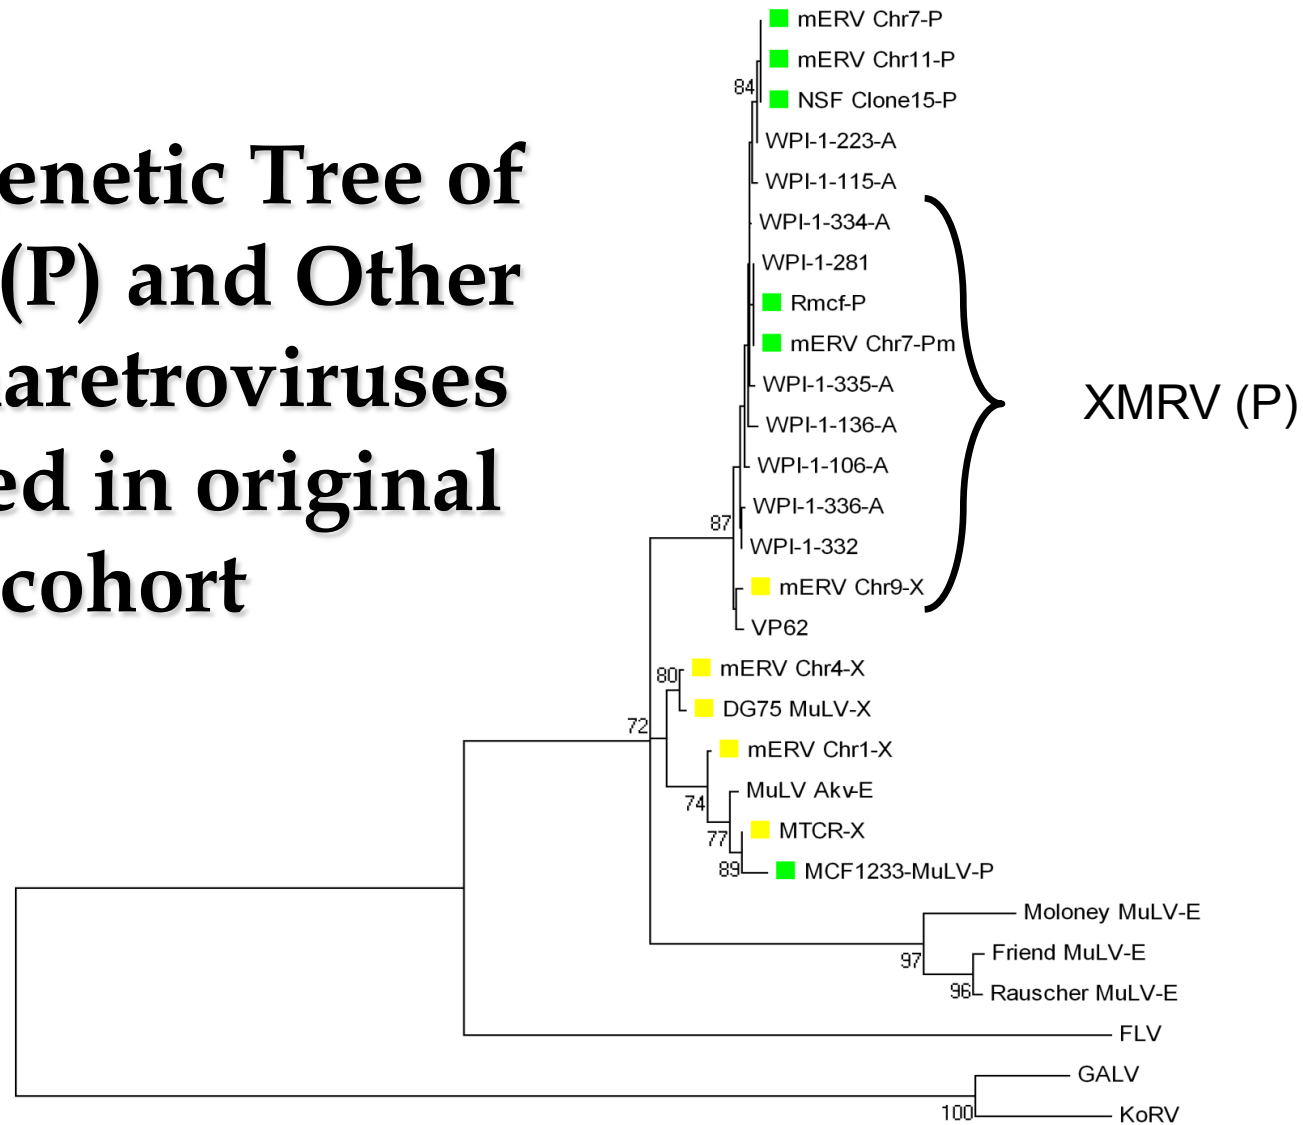 enetic Tree of
(P) and Other
aretroviruses
ed in original
cohort
mERV Chr7-P
mERV Chr11-P
84
NSF Clone15-P
WPI-1-223-A
WPI-1-115-A
WPI-1-334-A
WPI-1-281
Rmcf-P
mERV Chr7-Pm
WPI-1-335-A
XMRV (P)
WPI-1-136-A
WPI-1-106-A
WPI-1-336-A
87
WPI-1-332
mERV Chr9-X
VP62
80
mERV Chr4-X
DG75 MuLV-X
72
mERV Chr1-X
MuLV Akv-E
74
MTCR-X
77
89
MCF1233-MuLV-P
Moloney MuLV-E
Friend MuLV-E
97
96
Rauscher MuLV-E
FLV
GALV
100
KoRV